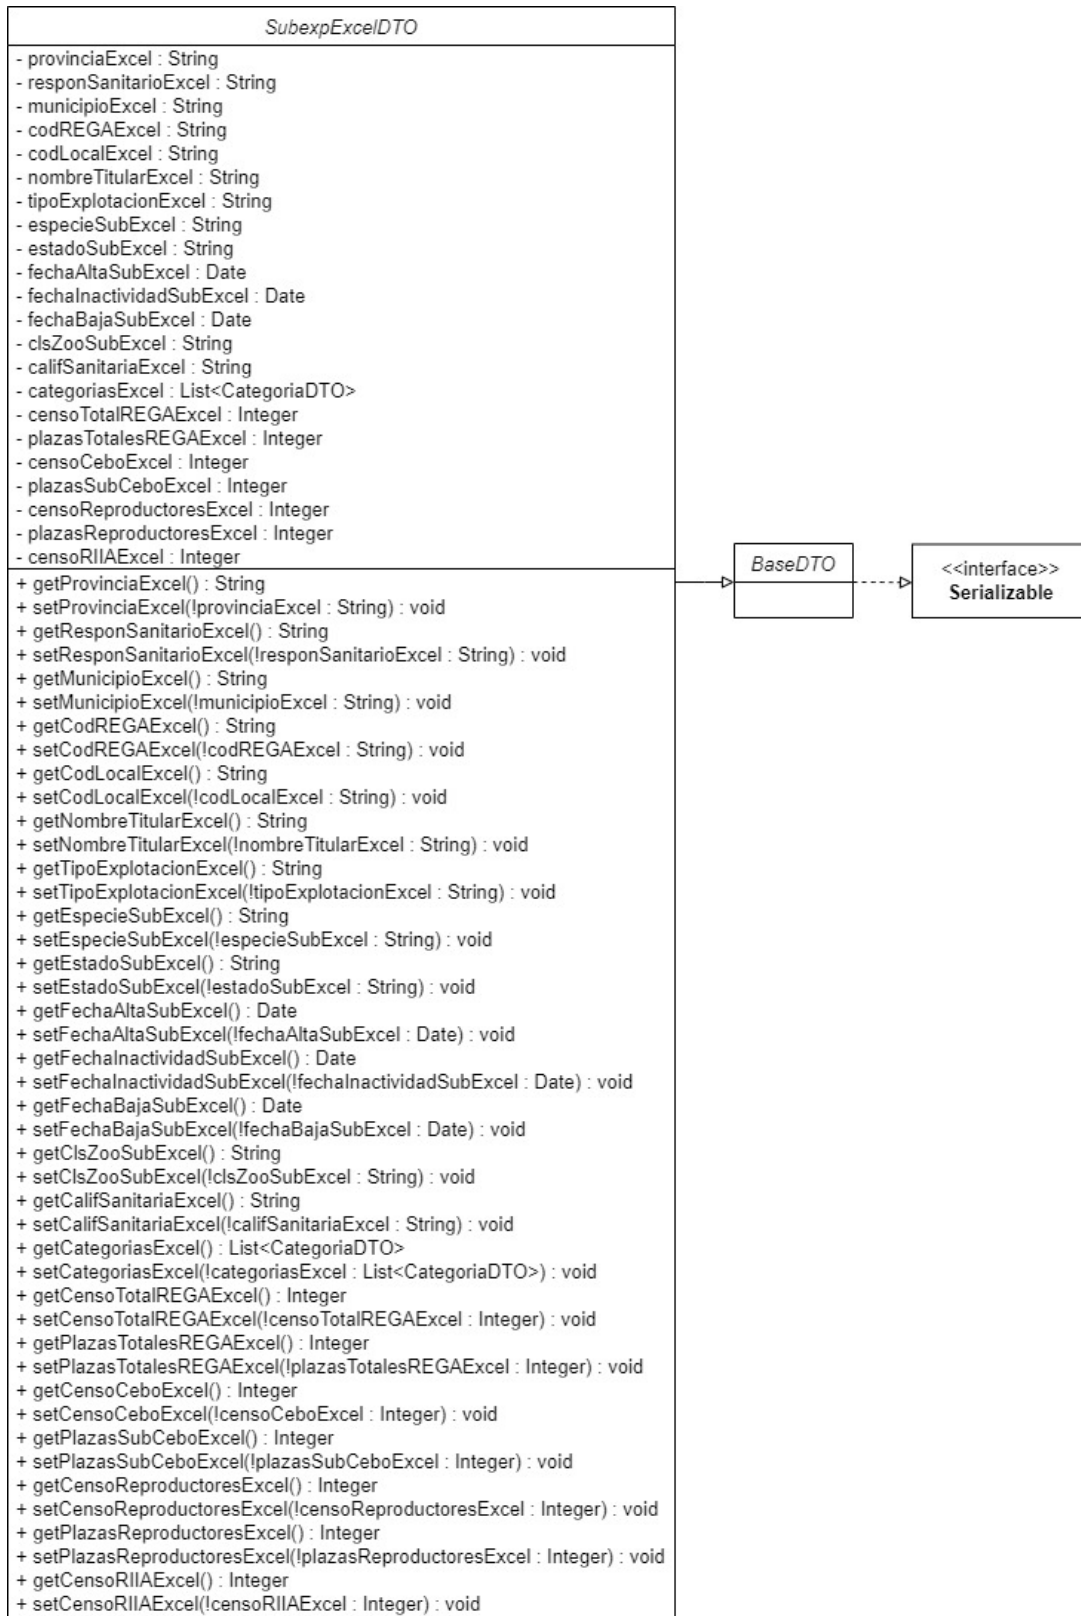 SubexpExcelDTO
- provinciaExcel : String
- responSanitarioExcel : String
- municipioExcel : String
- codREGAExcel : String
- codLocalExcel : String
- nombreTitularExcel : String
- tipoExplotacionExcel : String
- especieSubExcel : String
- estadoSubExcel : String
- fechaAltaSubExcel : Date
- fechaInactividadSubExcel : Date
- fechaBajaSubExcel : Date
- clsZooSubExcel : String
- califSanitariaExcel : String
- categoriasExcel : List<CategoriaDTO>
- censoTotalREGAExcel : Integer
- plazasTotalesREGAExcel : Integer
- censoCeboExcel : Integer
- plazasSubCeboExcel : Integer
- censoReproductoresExcel : Integer
- plazasReproductoresExcel : Integer
- censoRIIAExcel : Integer
+ getProvinciaExcel() : String
+ setProvinciaExcel(!provinciaExcel : String) : void
+ getResponSanitarioExcel() : String
+ setResponSanitarioExcel(!responSanitarioExcel : String) : void
+ getMunicipioExcel() : String
+ setMunicipioExcel(!municipioExcel : String) : void
+ getCodREGAExcel() : String
+ setCodREGAExcel(!codREGAExcel : String) : void
+ getCodLocalExcel() : String
+ setCodLocalExcel(!codLocalExcel : String) : void
+ getNombreTitularExcel() : String
+ setNombreTitularExcel(!nombreTitularExcel : String) : void
+ getTipoExplotacionExcel() : String
+ setTipoExplotacionExcel(!tipoExplotacionExcel : String) : void
+ getEspecieSubExcel() : String
+ setEspecieSubExcel(!especieSubExcel : String) : void
+ getEstadoSubExcel() : String
+ setEstadoSubExcel(!estadoSubExcel : String) : void
+ getFechaAltaSubExcel() : Date
+ setFechaAltaSubExcel(!fechaAltaSubExcel : Date) : void
+ getFechaInactividadSubExcel() : Date
+ setFechaInactividadSubExcel(!fechaInactividadSubExcel : Date) : void
+ getFechaBajaSubExcel() : Date
+ setFechaBajaSubExcel(!fechaBajaSubExcel : Date) : void
+ getClsZooSubExcel() : String
+ setClsZooSubExcel(!clsZooSubExcel : String) : void
+ getCalifSanitariaExcel() : String
+ setCalifSanitariaExcel(!califSanitariaExcel : String) : void
+ getCategoriasExcel() : List<CategoriaDTO>
+ setCategoriasExcel(!categoriasExcel : List<CategoriaDTO>) : void
+ getCensoTotalREGAExcel() : Integer
+ setCensoTotalREGAExcel(!censoTotalREGAExcel : Integer) : void
+ getPlazasTotalesREGAExcel() : Integer
+ setPlazasTotalesREGAExcel(!plazasTotalesREGAExcel : Integer) : void
+ getCensoCeboExcel() : Integer
+ setCensoCeboExcel(!censoCeboExcel : Integer) : void
+ getPlazasSubCeboExcel() : Integer
+ setPlazasSubCeboExcel(!plazasSubCeboExcel : Integer) : void
+ getCensoReproductoresExcel() : Integer
+ setCensoReproductoresExcel(!censoReproductoresExcel : Integer) : void
+ getPlazasReproductoresExcel() : Integer
+ setPlazasReproductoresExcel(!plazasReproductoresExcel : Integer) : void
+ getCensoRIIAExcel() : Integer
+ setCensoRIIAExcel(!censoRIIAExcel : Integer) : void
BaseDTO
<<interface>>
Serializable